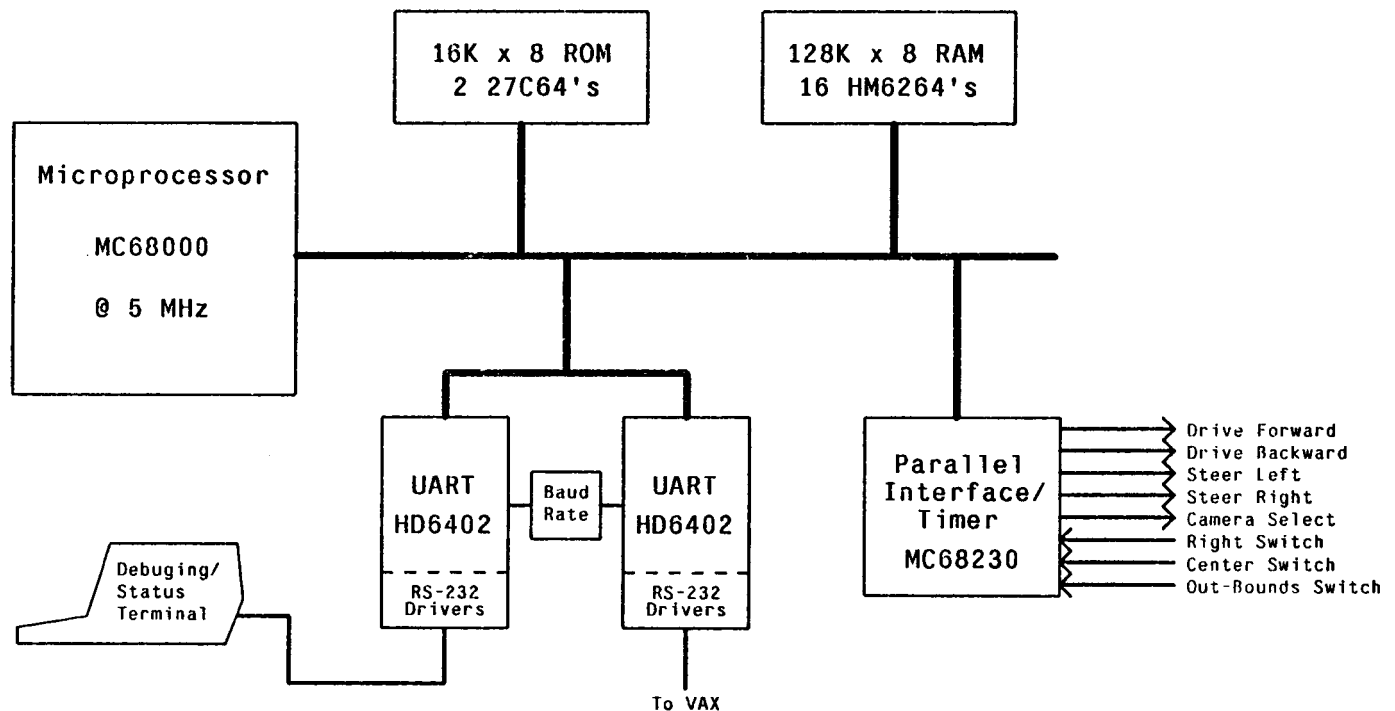 16K x 8 ROM
2 27C64's
128K x 8 RAM
16 HM6264's
Microprocessor
MC68000
@ 5 MHz
UART
HD6402
RS-232
Drivers
Baud
Rate
UART
HD6402
RS-232
Drivers
Parallel
Interface/
Timer
MC68230
Drive Forward
Drive Backward
Steer Left
Steer Right
Camera Select
Right Switch
Center Switch
Out-Bounds Switch
Debuging/
Status
Terminal
To VAX